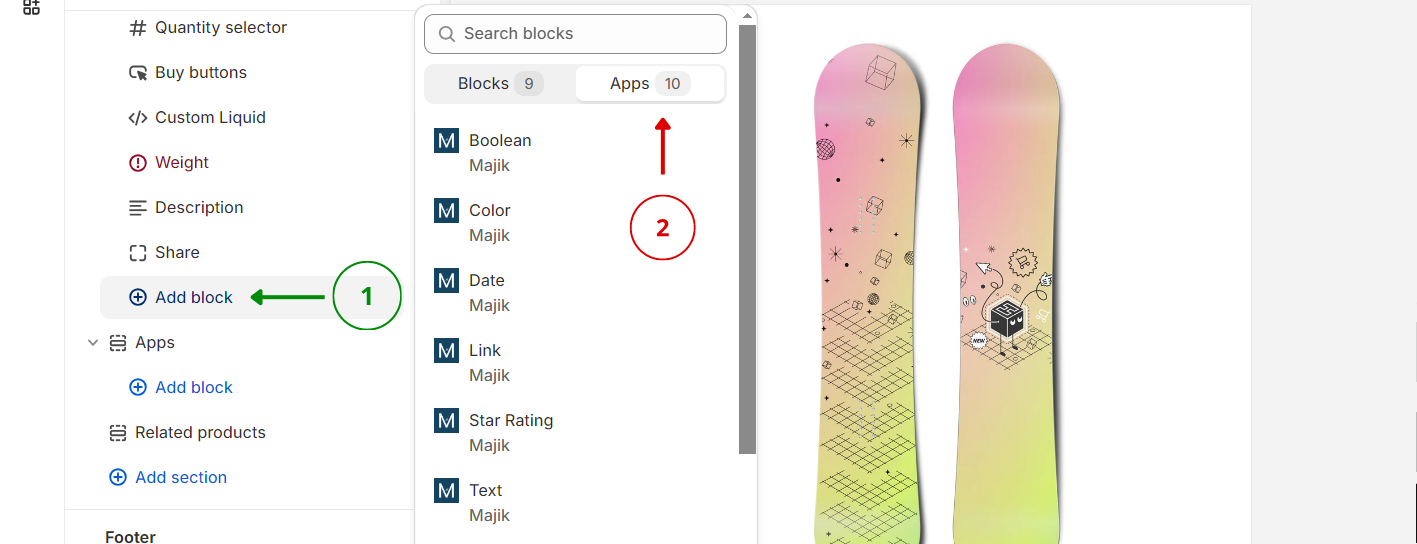 Quantity selector
Buy buttons
Custom Liquid
Weight
Description
Share
Add block
1
Apps
Add block
Related products
Add section
Footer
Search blocks
Blocks 9
Apps 10
M Boolean
Majik
M Color
Majik
M Date
Majik
M Link
Majik
M Star Rating
Majik
M Text
Majik
2
NEW